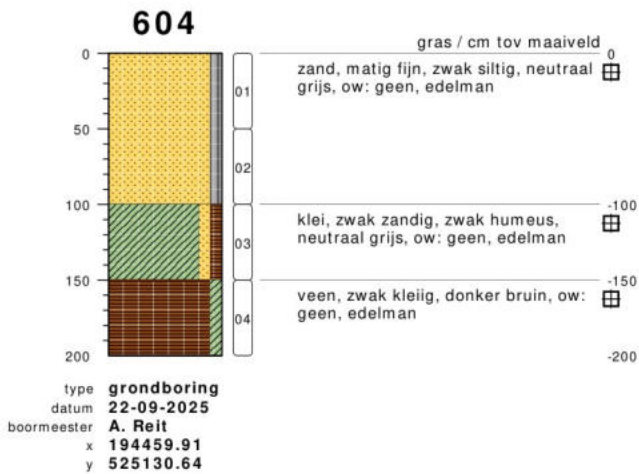 604
gras / cm tov maaiveld
0
0
zand, matig fijn, zwak siltig, neutraal
grijs, ow: geen, edelman
01
50
02
100
-100
klei, zwak zandig, zwak humeus,
neutraal grijs, ow: geen, edelman
03
150
-150
veen, zwak kleiig, donker bruin, ow:
geen, edelman
04
200
-200
type grondboring
datum 22-09-2025
boormeester A. Reit
x 194459.91
y 525130.64